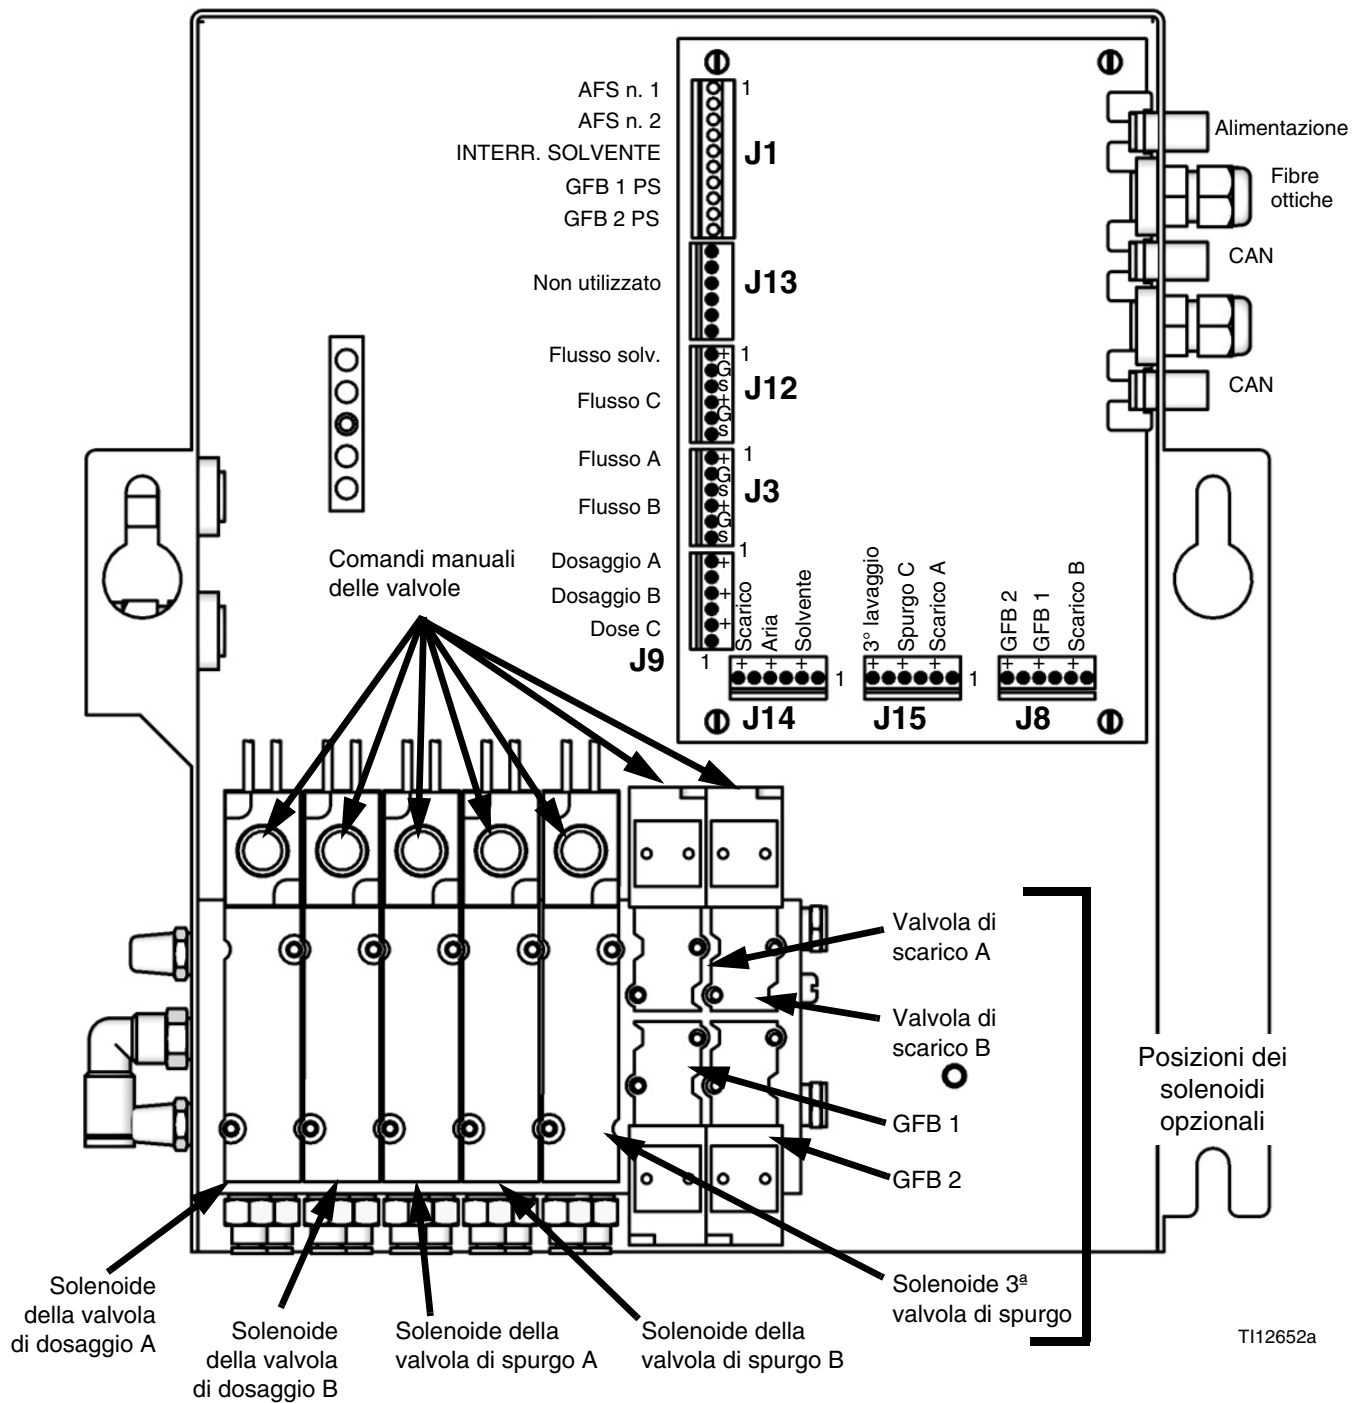 AFS n. 1
1
AFS n. 2
INTERR. SOLVENTE
J1
GFB 1 PS
GFB 2 PS
Non utilizzato
J13
Flusso solv.
+ 1
G
s
Flusso C
+
G
s
J12
Flusso A
+ 1
G
s
J3
Flusso B
+
G
s
1
Dosaggio A
+
Dosaggio B
+
Dose C
+
J9
1
+ Scarico
+ Aria
+ Solvente
1
J14
+ 3° lavaggio
+ Spurgo C
+ Scarico A
1
J15
+ GFB 2
+ GFB 1
+ Scarico B
J8
Alimentazione
Fibre
ottiche
CAN
CAN
Comandi manuali
delle valvole
Valvola di
scarico A
Valvola di
scarico B
GFB 1
GFB 2
Posizioni dei
solenoidi
opzionali
Solenoide 3ª
valvola di spurgo
Solenoide
della valvola
di dosaggio A
Solenoide
della valvola
di dosaggio B
Solenoide della
valvola di spurgo A
Solenoide della
valvola di spurgo B
TI12652a